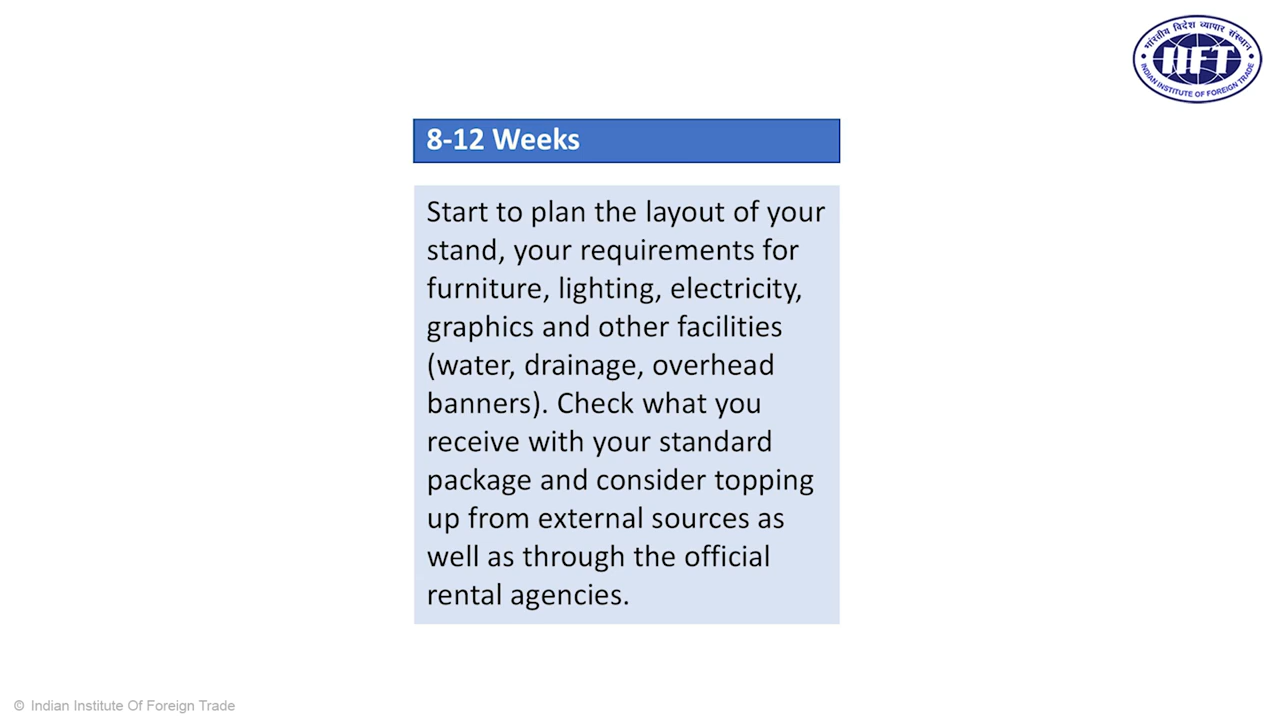 भारतीय विदेश व्यापार संस्थान
IIFT
INDIAN INSTITUTE OF FOREIGN TRADE
8-12 Weeks
Start to plan the layout of your
stand, your requirements for
furniture, lighting, electricity,
graphics and other facilities
(water, drainage, overhead
banners). Check what you
receive with your standard
package and consider topping
up from external sources as
well as through the official
rental agencies.
© Indian Institute Of Foreign Trade